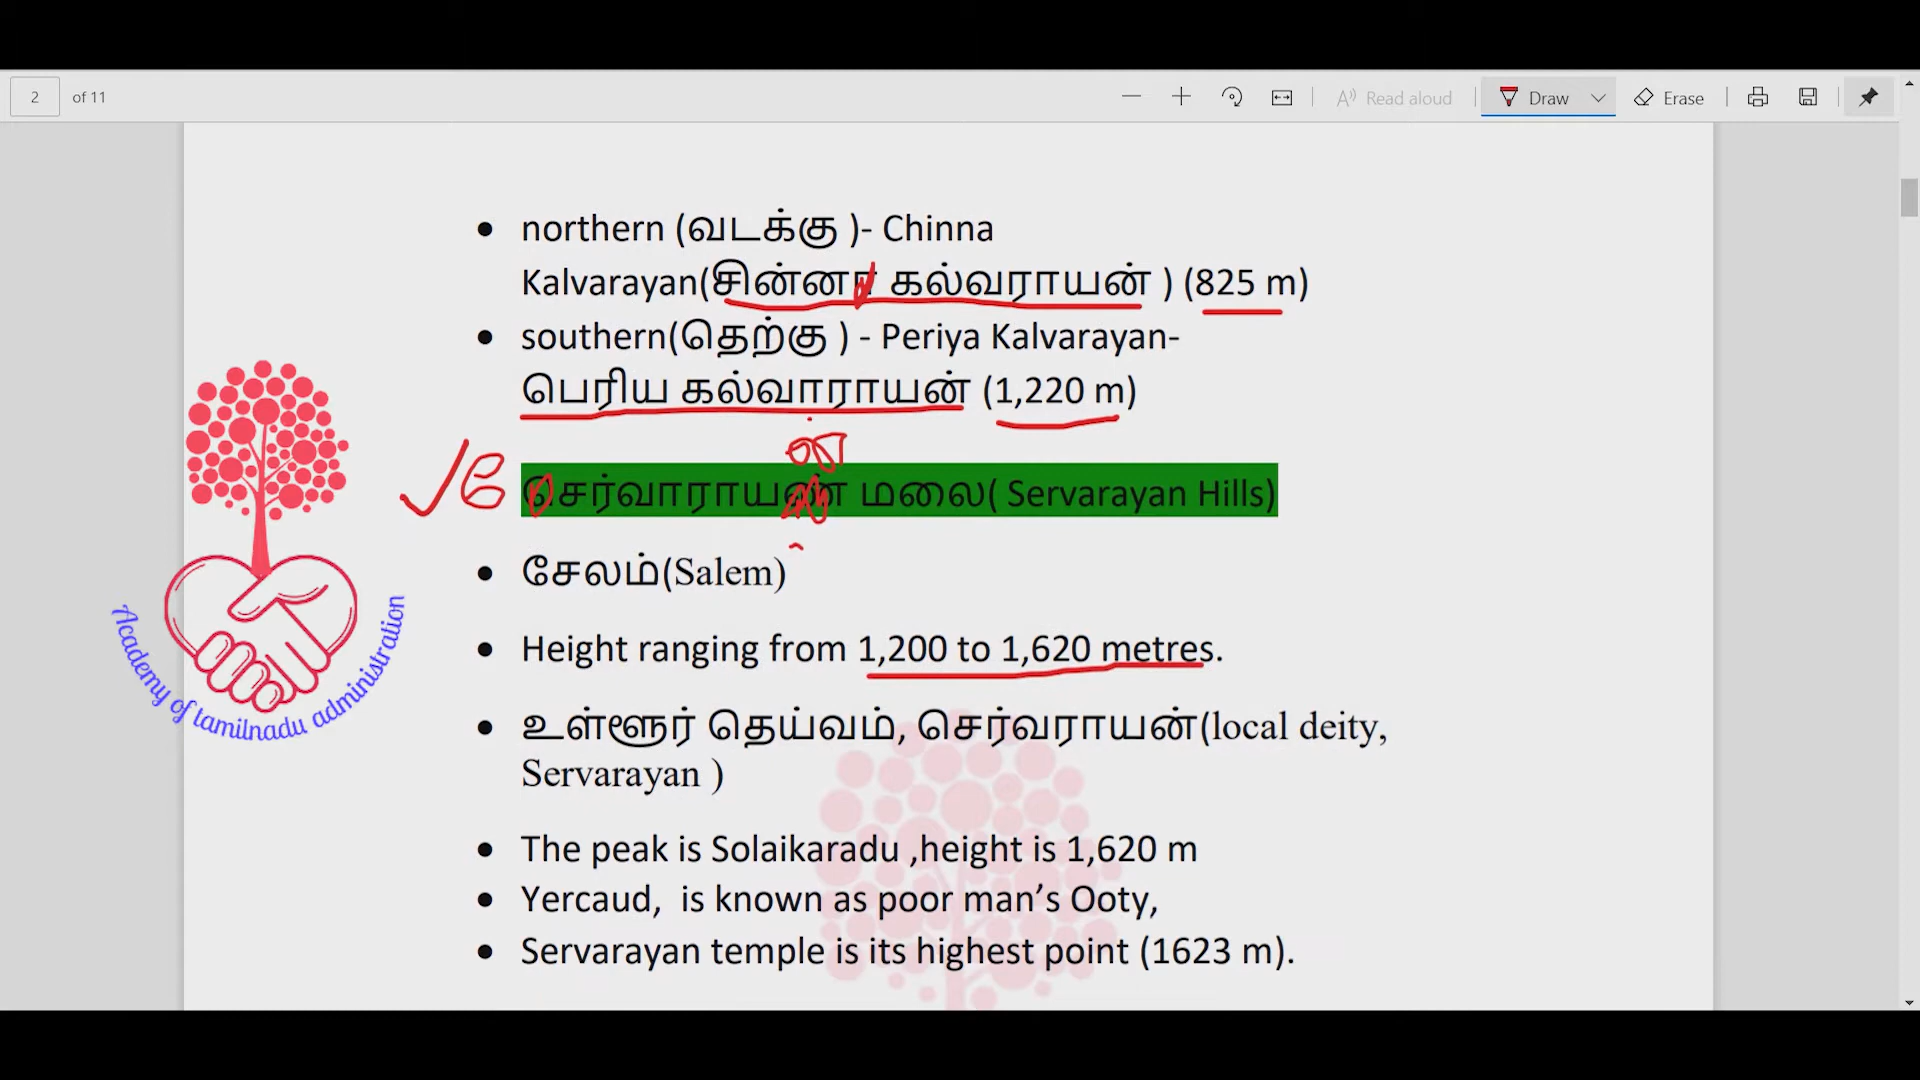 2 of 11
Read aloud
Draw
Erase
northern (வடக்கு )- Chinna
Kalvarayan(சின்னா கல்வராயன் ) (825 m)
southern(தெற்கு ) - Periya Kalvarayan-
பெரிய கல்வாராயன் (1,220 m)
ன
சே செர்வாராயண் மலை( Servarayan Hills)
சேலம்(Salem)
Height ranging from 1,200 to 1,620 metres.
உள்ளூர் தெய்வம், செர்வராயன்(local deity,
Servarayan )
The peak is Solaikaradu ,height is 1,620 m
Yercaud,  is known as poor man’s Ooty,
Servarayan temple is its highest point (1623 m).
Academy of tamilnadu administration